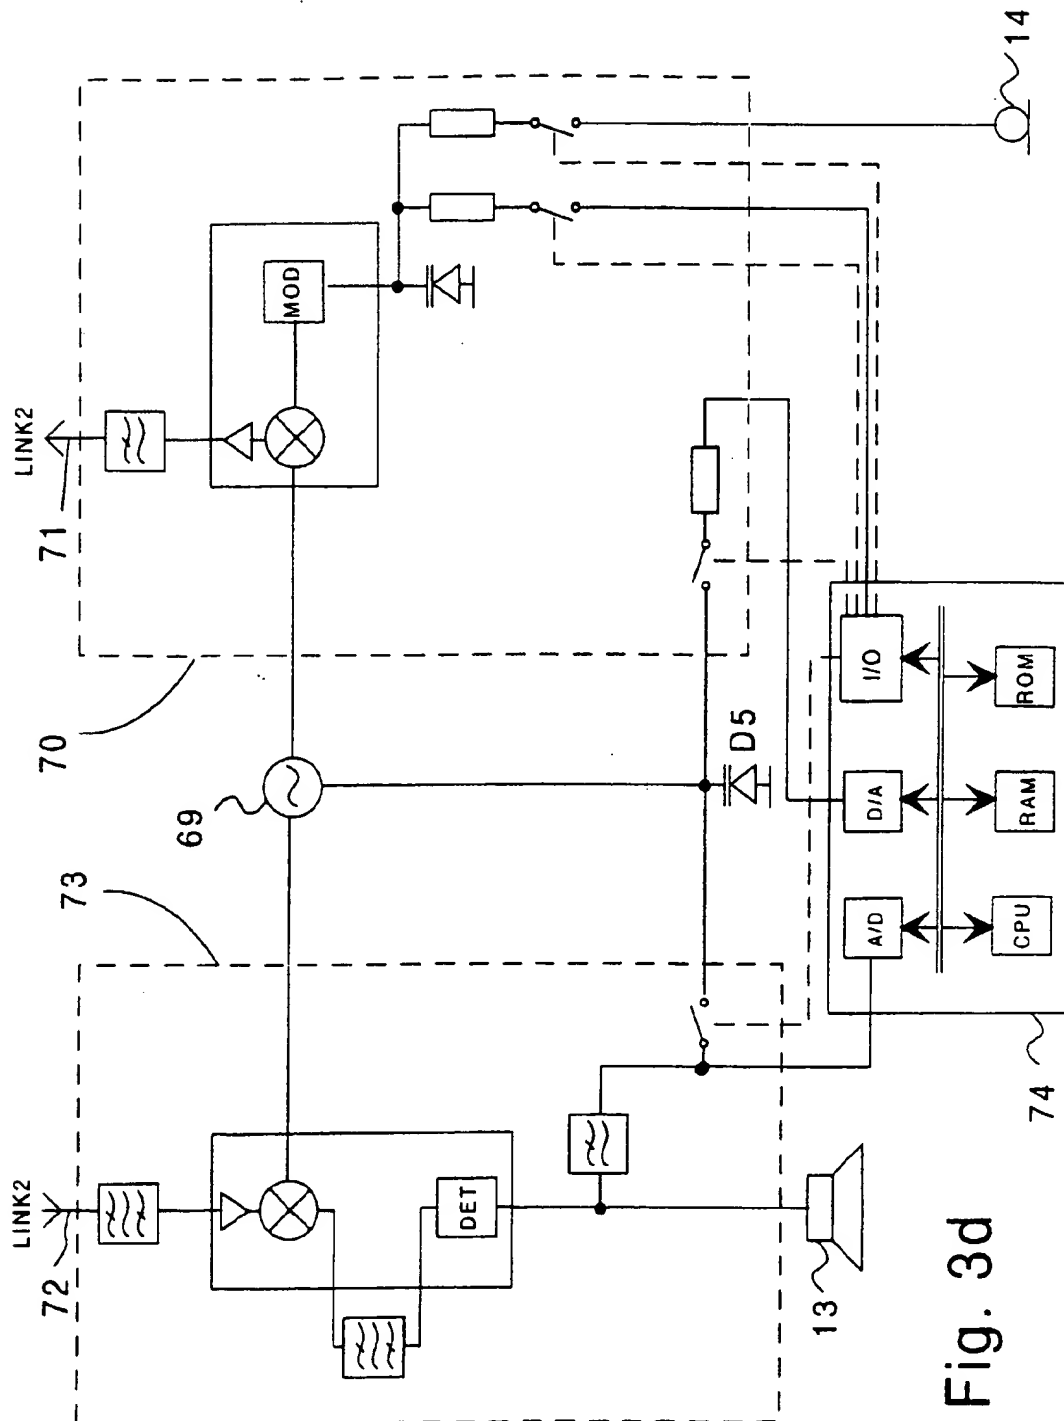 LINK2
72
73
DET
13
69
D5
LINK2
71
70
MOD
14
A/D
D/A
I/O
CPU
RAM
ROM
74
Fig. 3d